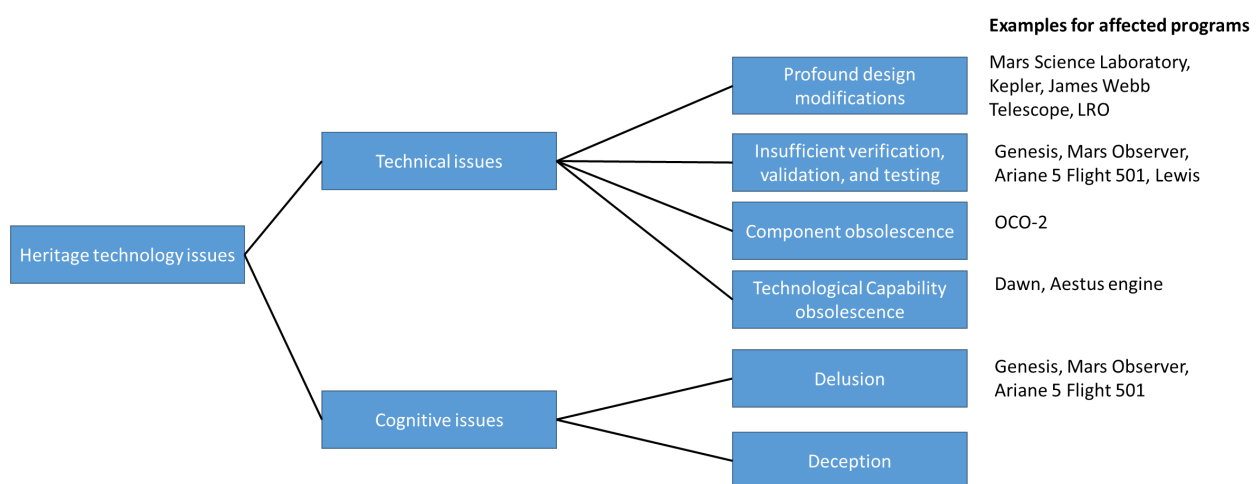 Examples for affected programs
Profound design
modifications
Mars Science Laboratory,
Kepler, James Webb
Telescope, LRO
Technical issues
Insufficient verification,
validation, and testing
Genesis, Mars Observer,
Ariane 5 Flight 501, Lewis
Component obsolescence
OCO-2
Heritage technology issues
Technological Capability
obsolescence
Dawn, Aestus engine
Delusion
Genesis, Mars Observer,
Ariane 5 Flight 501
Cognitive issues
Deception